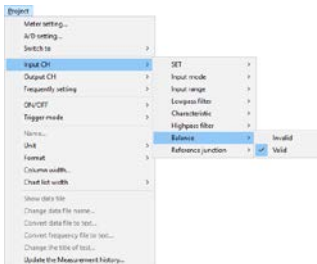 Project
Meter setting...
A/D setting...
Switch to
Input CH
Output CH
Frequently setting
ON/OFF
Trigger mode
Name...
Unit
Format
Column width...
Chart list width
Show data file
Change data file name...
Convert data file to text...
Convert frequency file to text...
Change the title of test...
Update the Measurement history...
SET
Input mode
Input range
Lowpass filter
Characteristic
Highpass filter
Balance
Reference junction
Invalid
Valid